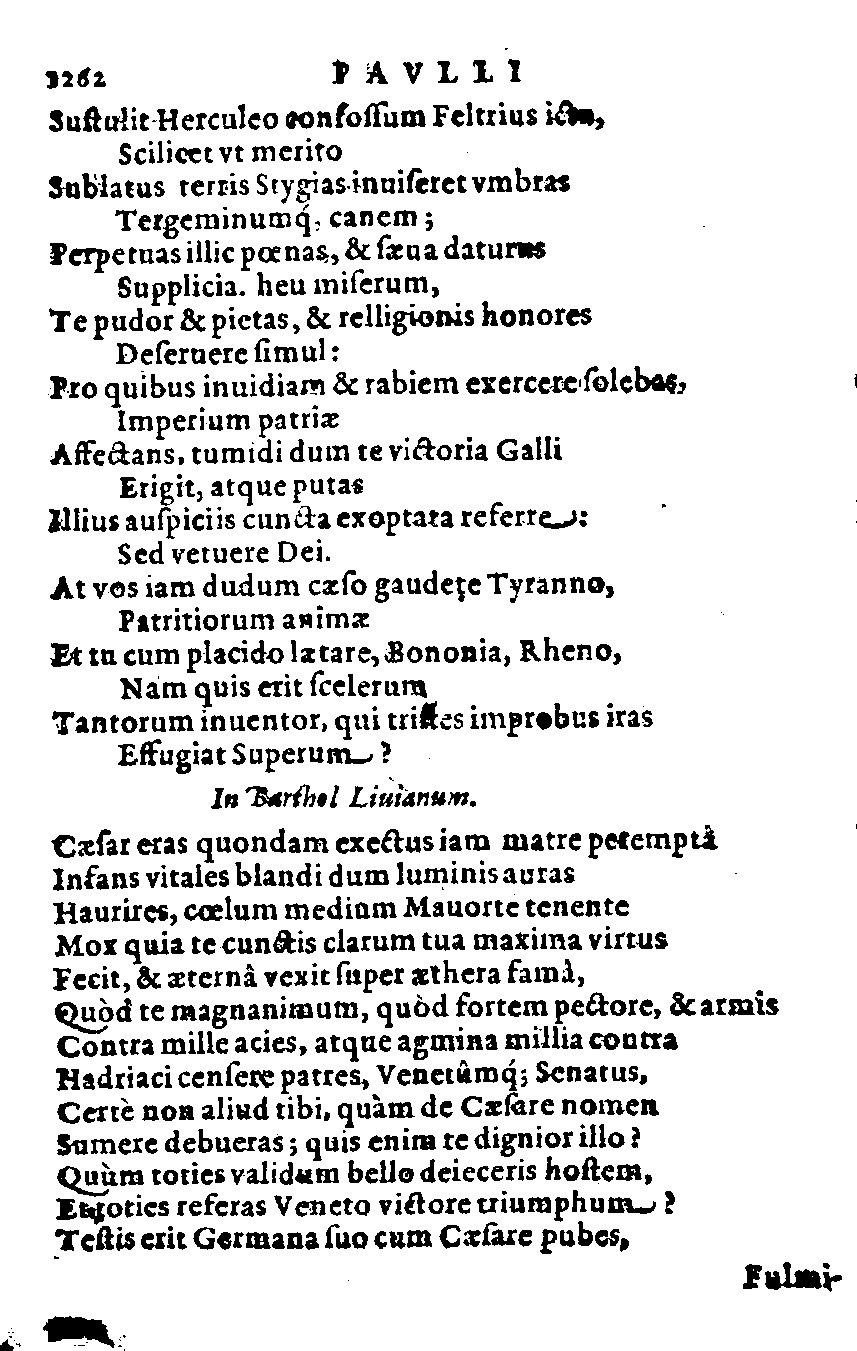 1262 PAVLLI
Suſtulit Herculeo confoſſum Feltrius ictu,
Scilicet vt merito
Sublatus terris Stygias inuiſeret vmbras
Tergeminumq́; canem;
Perpetuas illic pœnas, & ſæua daturus
Supplicia. heu miſerum,
Te pudor & pietas, & relligionis honores
Deſeruere ſimul:
Pro quibus inuidiam & rabiem exercere ſolebas,
Imperium patriæ
Affectans, tumidi dum te victoria Galli
Erigit, atque putas
Illius auſpiciis cuncta exoptata referre:
Sed vetuere Dei.
At vos iam dudum cæſo gaudete Tyranno,
Patritiorum animæ
Et tu cum placido lætare, Bononia, Rheno,
Nam quis erit ſcelerum
Tantorum inuentor, qui triſtes improbus iras
Effugiat Superum?
In Barthol Liuianum.
Cæſar eras quondam exectus iam matre peremptâ
Infans vitales blandi dum luminis auras
Haurires, cœlum medium Mauorte tenente
Mox quia te cunctis clarum tua maxima virtus
Fecit, & æternâ vexit ſuper æthera famâ,
Quòd te magnanimum, quòd fortem pectore, & armis
Contra mille acies, atque agmina millia contra
Hadriaci cenſere patres, Venetûmq́; Senatus,
Certè non aliud tibi, quàm de Cæſare nomen
Sumere debueras; quis enim te dignior illo?
Quùm toties validum bello deieceris hoſtem,
Et toties referas Veneto victore triumphum?
Teſtis erit Germana ſuo cum Cæſare pubes,
Fulmi-